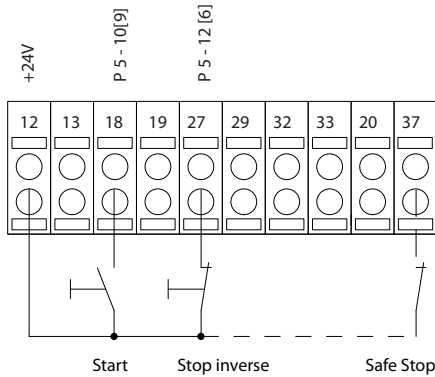 +24V
P 5 - 10[9]
P 5 - 12 [6]
12 13 18 19 27 29 32 33 20 37
Start Stop inverse Safe Stop